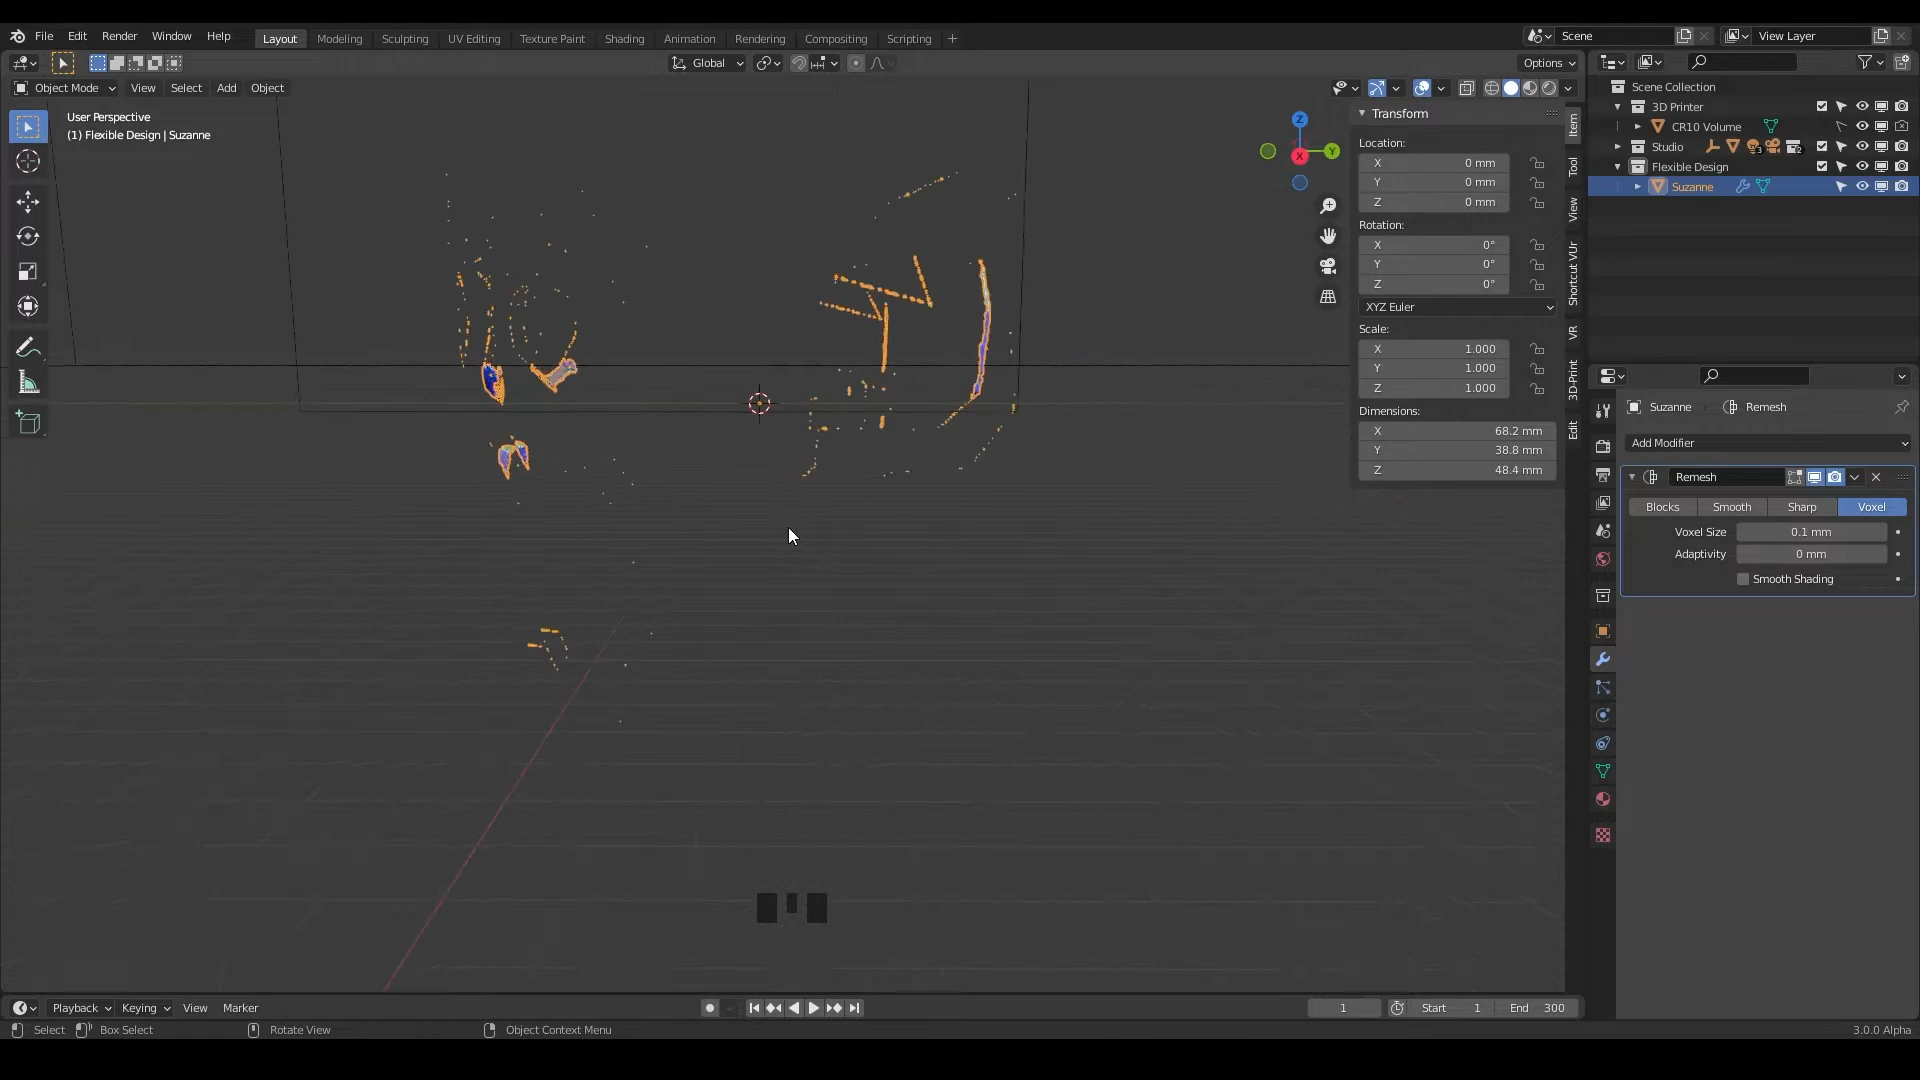 File Edit Render Window Help
Layout Modeling Sculpting UV Editing Texture Paint Shading Animation Rendering Compositing Scripting +
Scene
View Layer
Global
Options
Object Mode View Select Add Object
User Perspective
(1) Flexible Design | Suzanne
Z
Y
X
Transform
Location:
X 0 mm
Y 0 mm
Z 0 mm
Rotation:
X 0°
Y 0°
Z 0°
XYZ Euler
Scale:
X 1.000
Y 1.000
Z 1.000
Dimensions:
X 68.2 mm
Y 38.8 mm
Z 48.4 mm
Item
Tool
View
Shortcut VUr
VR
3D-Print
Edit
Scene Collection
3D Printer
CR10 Volume
Studio 3 2
Flexible Design
Suzanne
Suzanne Remesh
Add Modifier
Remesh
Blocks Smooth Sharp Voxel
Voxel Size 0.1 mm
Adaptivity 0 mm
Smooth Shading
Playback Keying View Marker
1 Start 1 End 300
Select Box Select Rotate View Object Context Menu
3.0.0 Alpha